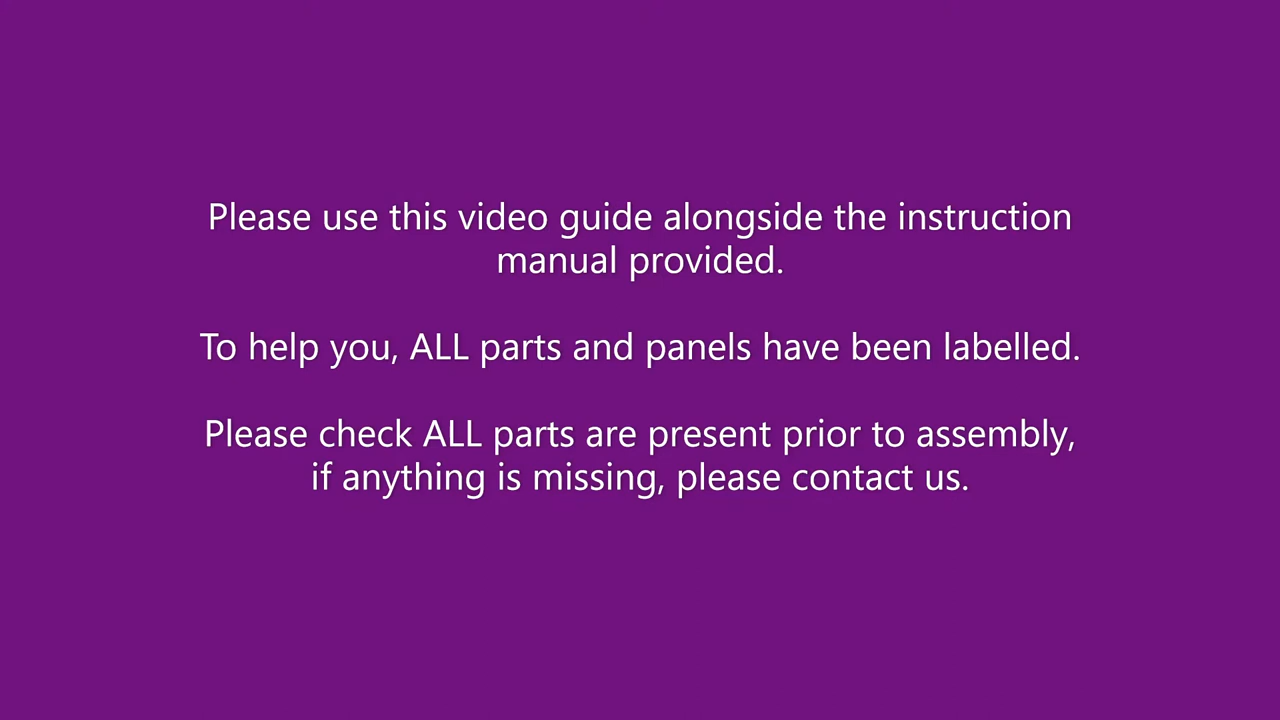 Please use this video guide alongside the instruction
manual provided.
To help you, ALL parts and panels have been labelled.
Please check ALL parts are present prior to assembly,
if anything is missing, please contact us.